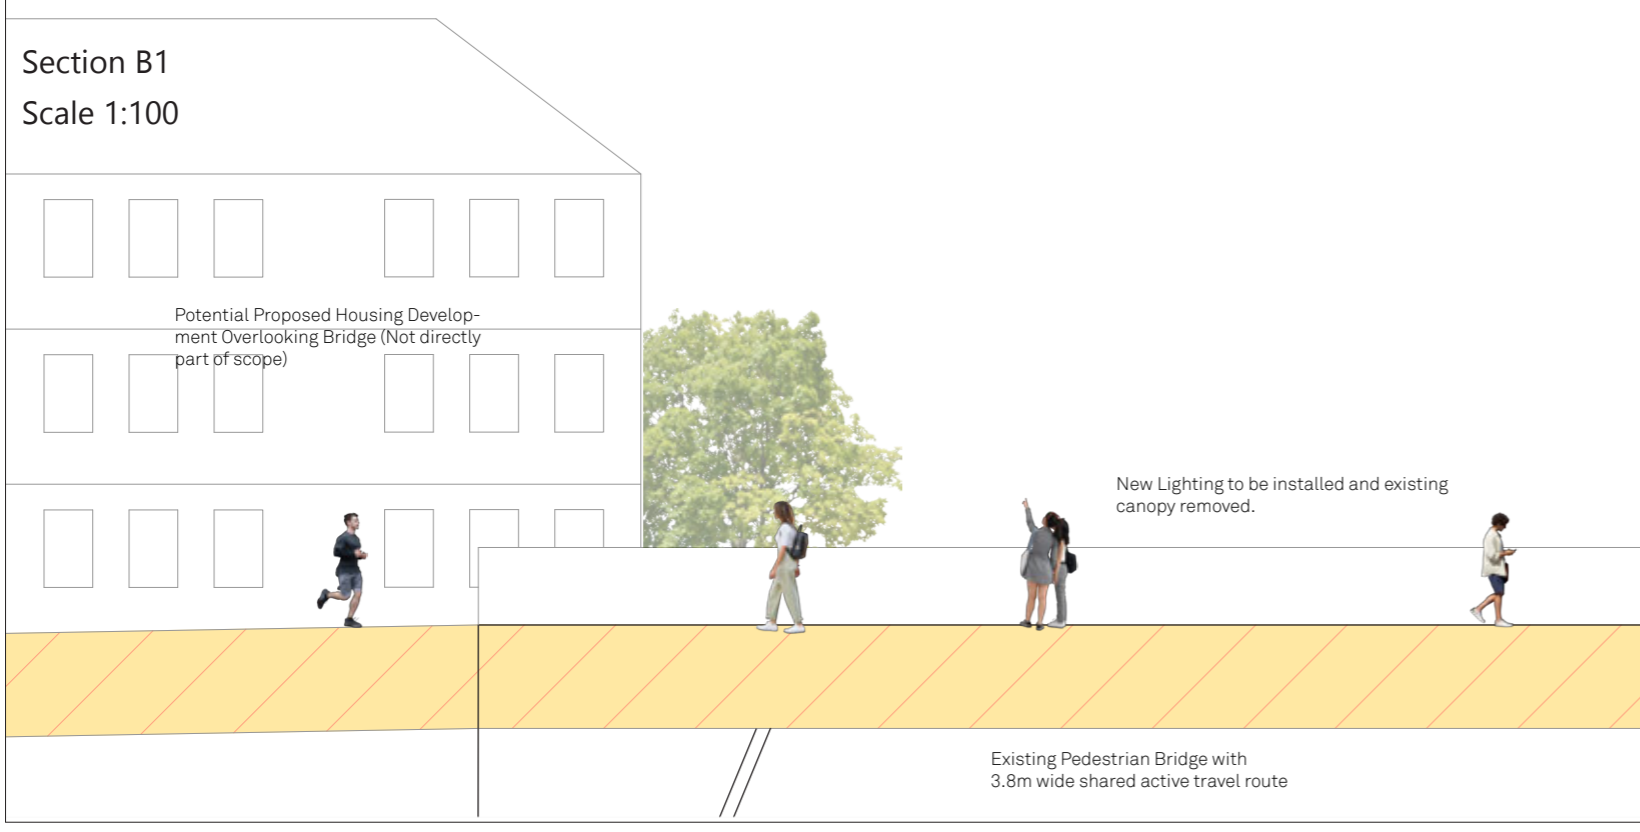 Section B1
Scale 1:100
Potential Proposed Housing Develop-
ment Overlooking Bridge (Not directly
part of scope)
New Lighting to be installed and existing
canopy removed.
Existing Pedestrian Bridge with
3.8m wide shared active travel route